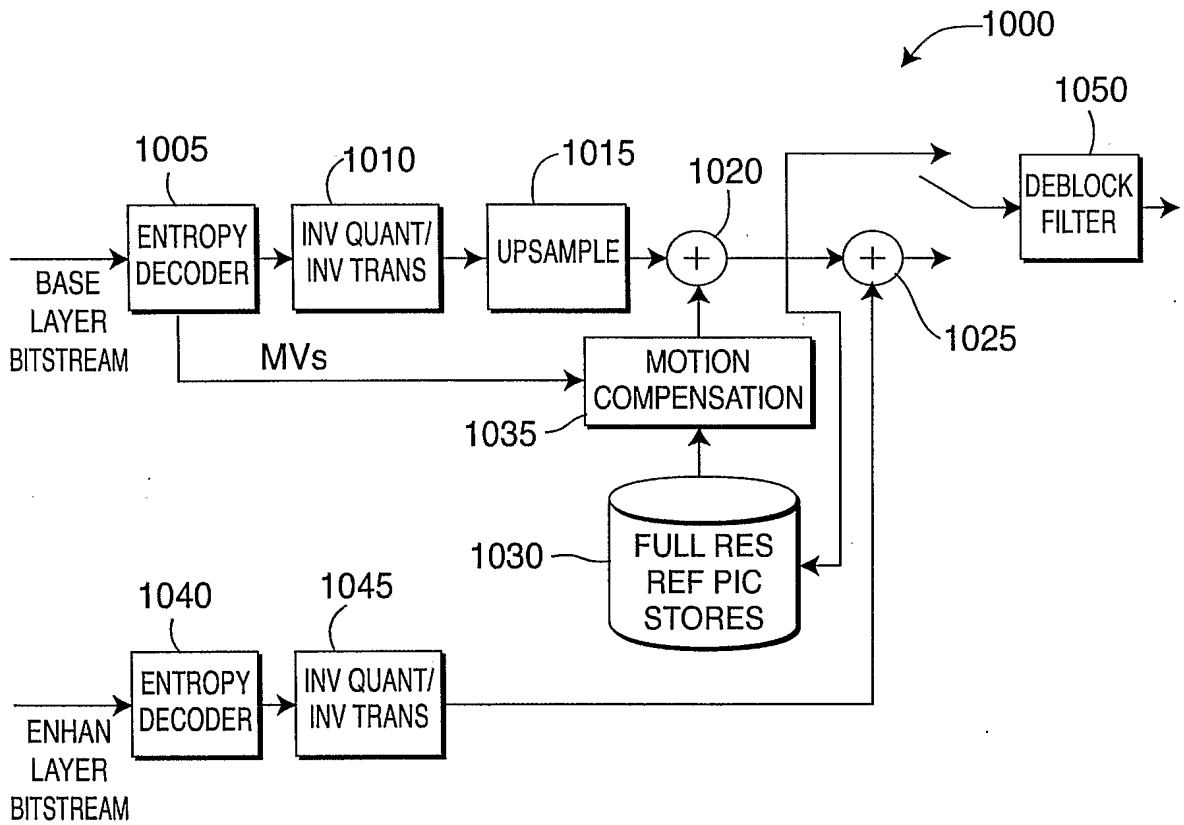 1000
1050
1005
1010
1015
1020
DEBLOCK
FILTER
ENTROPY
DECODER
INV QUANT/
INV TRANS
UPSAMPLE
+
+
BASE
LAYER
BITSTREAM
1025
MVs
MOTION
COMPENSATION
1035
1030
FULL RES
REF PIC
STORES
1040
1045
ENTROPY
DECODER
INV QUANT/
INV TRANS
ENHAN
LAYER
BITSTREAM